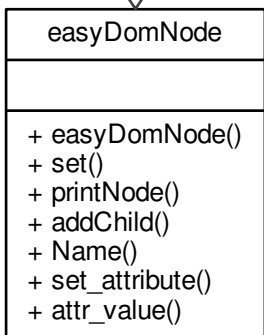 easyDomNode
+ easyDomNode()
+ set()
+ printNode()
+ addChild()
+ Name()
+ set_attribute()
+ attr_value()